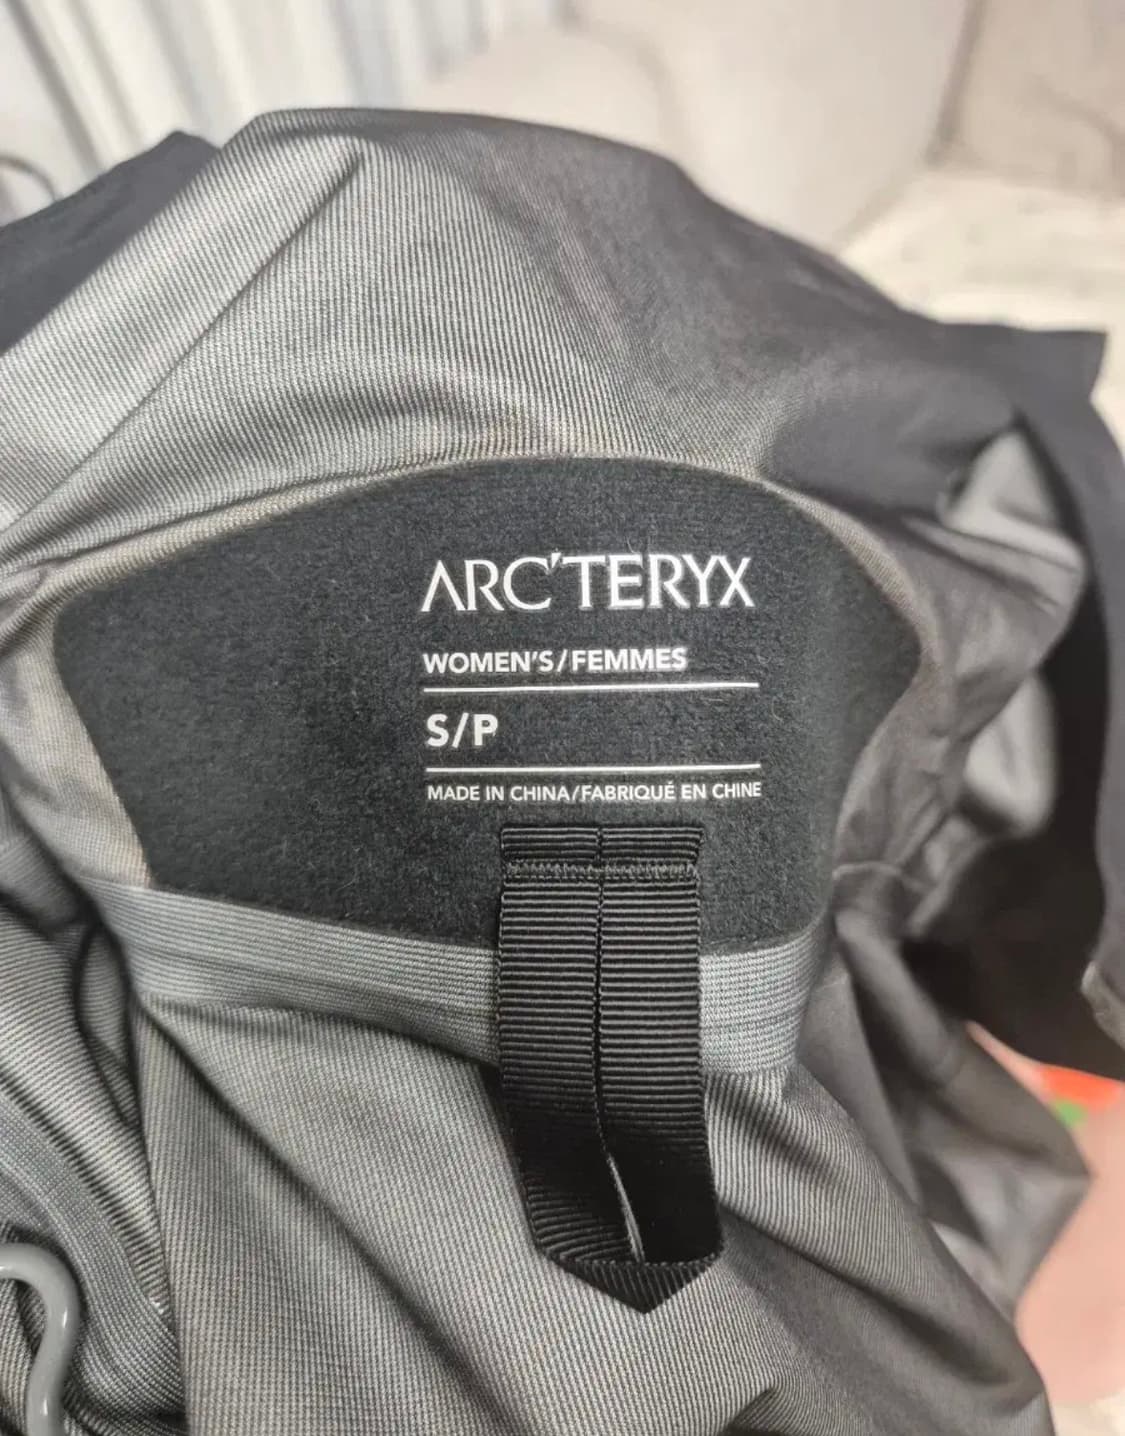 ARC'TERYX
WOMEN'S/FEMMES
S/P
MADE IN CHINA/FABRIQUÉ EN CHINE